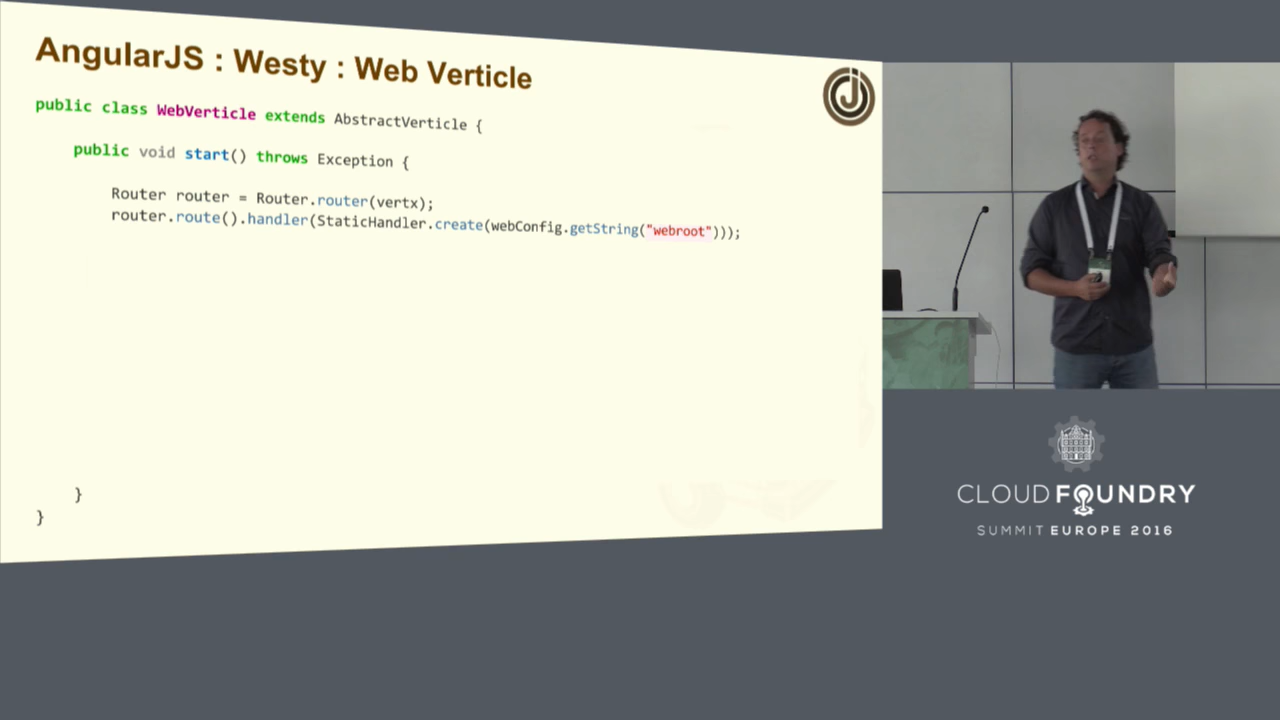 AngularJS : Westy : Web Verticle
public class WebVerticle extends AbstractVerticle {
public void start() throws Exception {
Router router = Router.router(vertx);
router.route().handler(StaticHandler.create(webConfig.getString("webroot")));
}
}
CLOUD FOUNDRY
SUMMIT EUROPE 2016